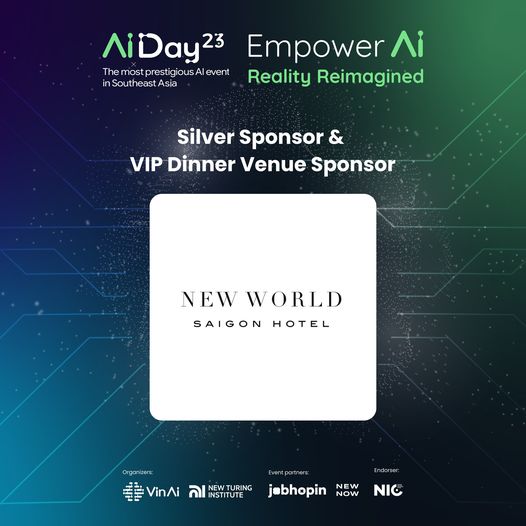 AiDay23
The most prestigious AI event
in Southeast Asia
Empower Ai
Reality Reimagined
Silver Sponsor &
VIP Dinner Venue Sponsor
NEW WORLD
SAIGON HOTEL
Organizers:
VinAi
NEW TURING
INSTITUTE
Event partners:
jobhopin
NEW
NOW
Endorser:
NIC